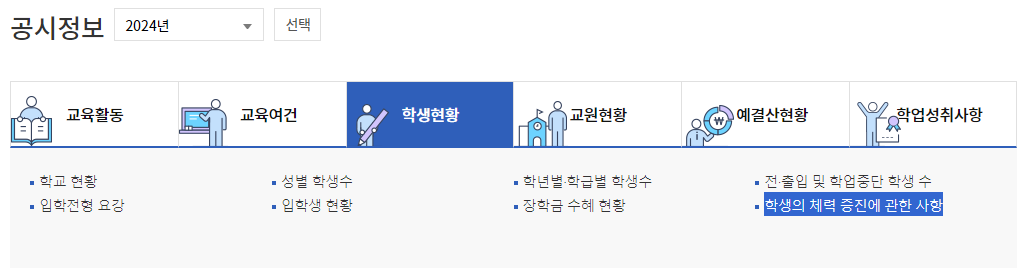 공시정보 2024년 선택
교육활동 교육여건 학생현황 교원현황 예결산현황 학업성취사항
학교 현황 성별 학생수 학년별·학급별 학생수 전·출입 및 학업중단 학생 수
입학전형 요강 입학생 현황 장학금 수혜 현황 학생의 체력 증진에 관한 사항